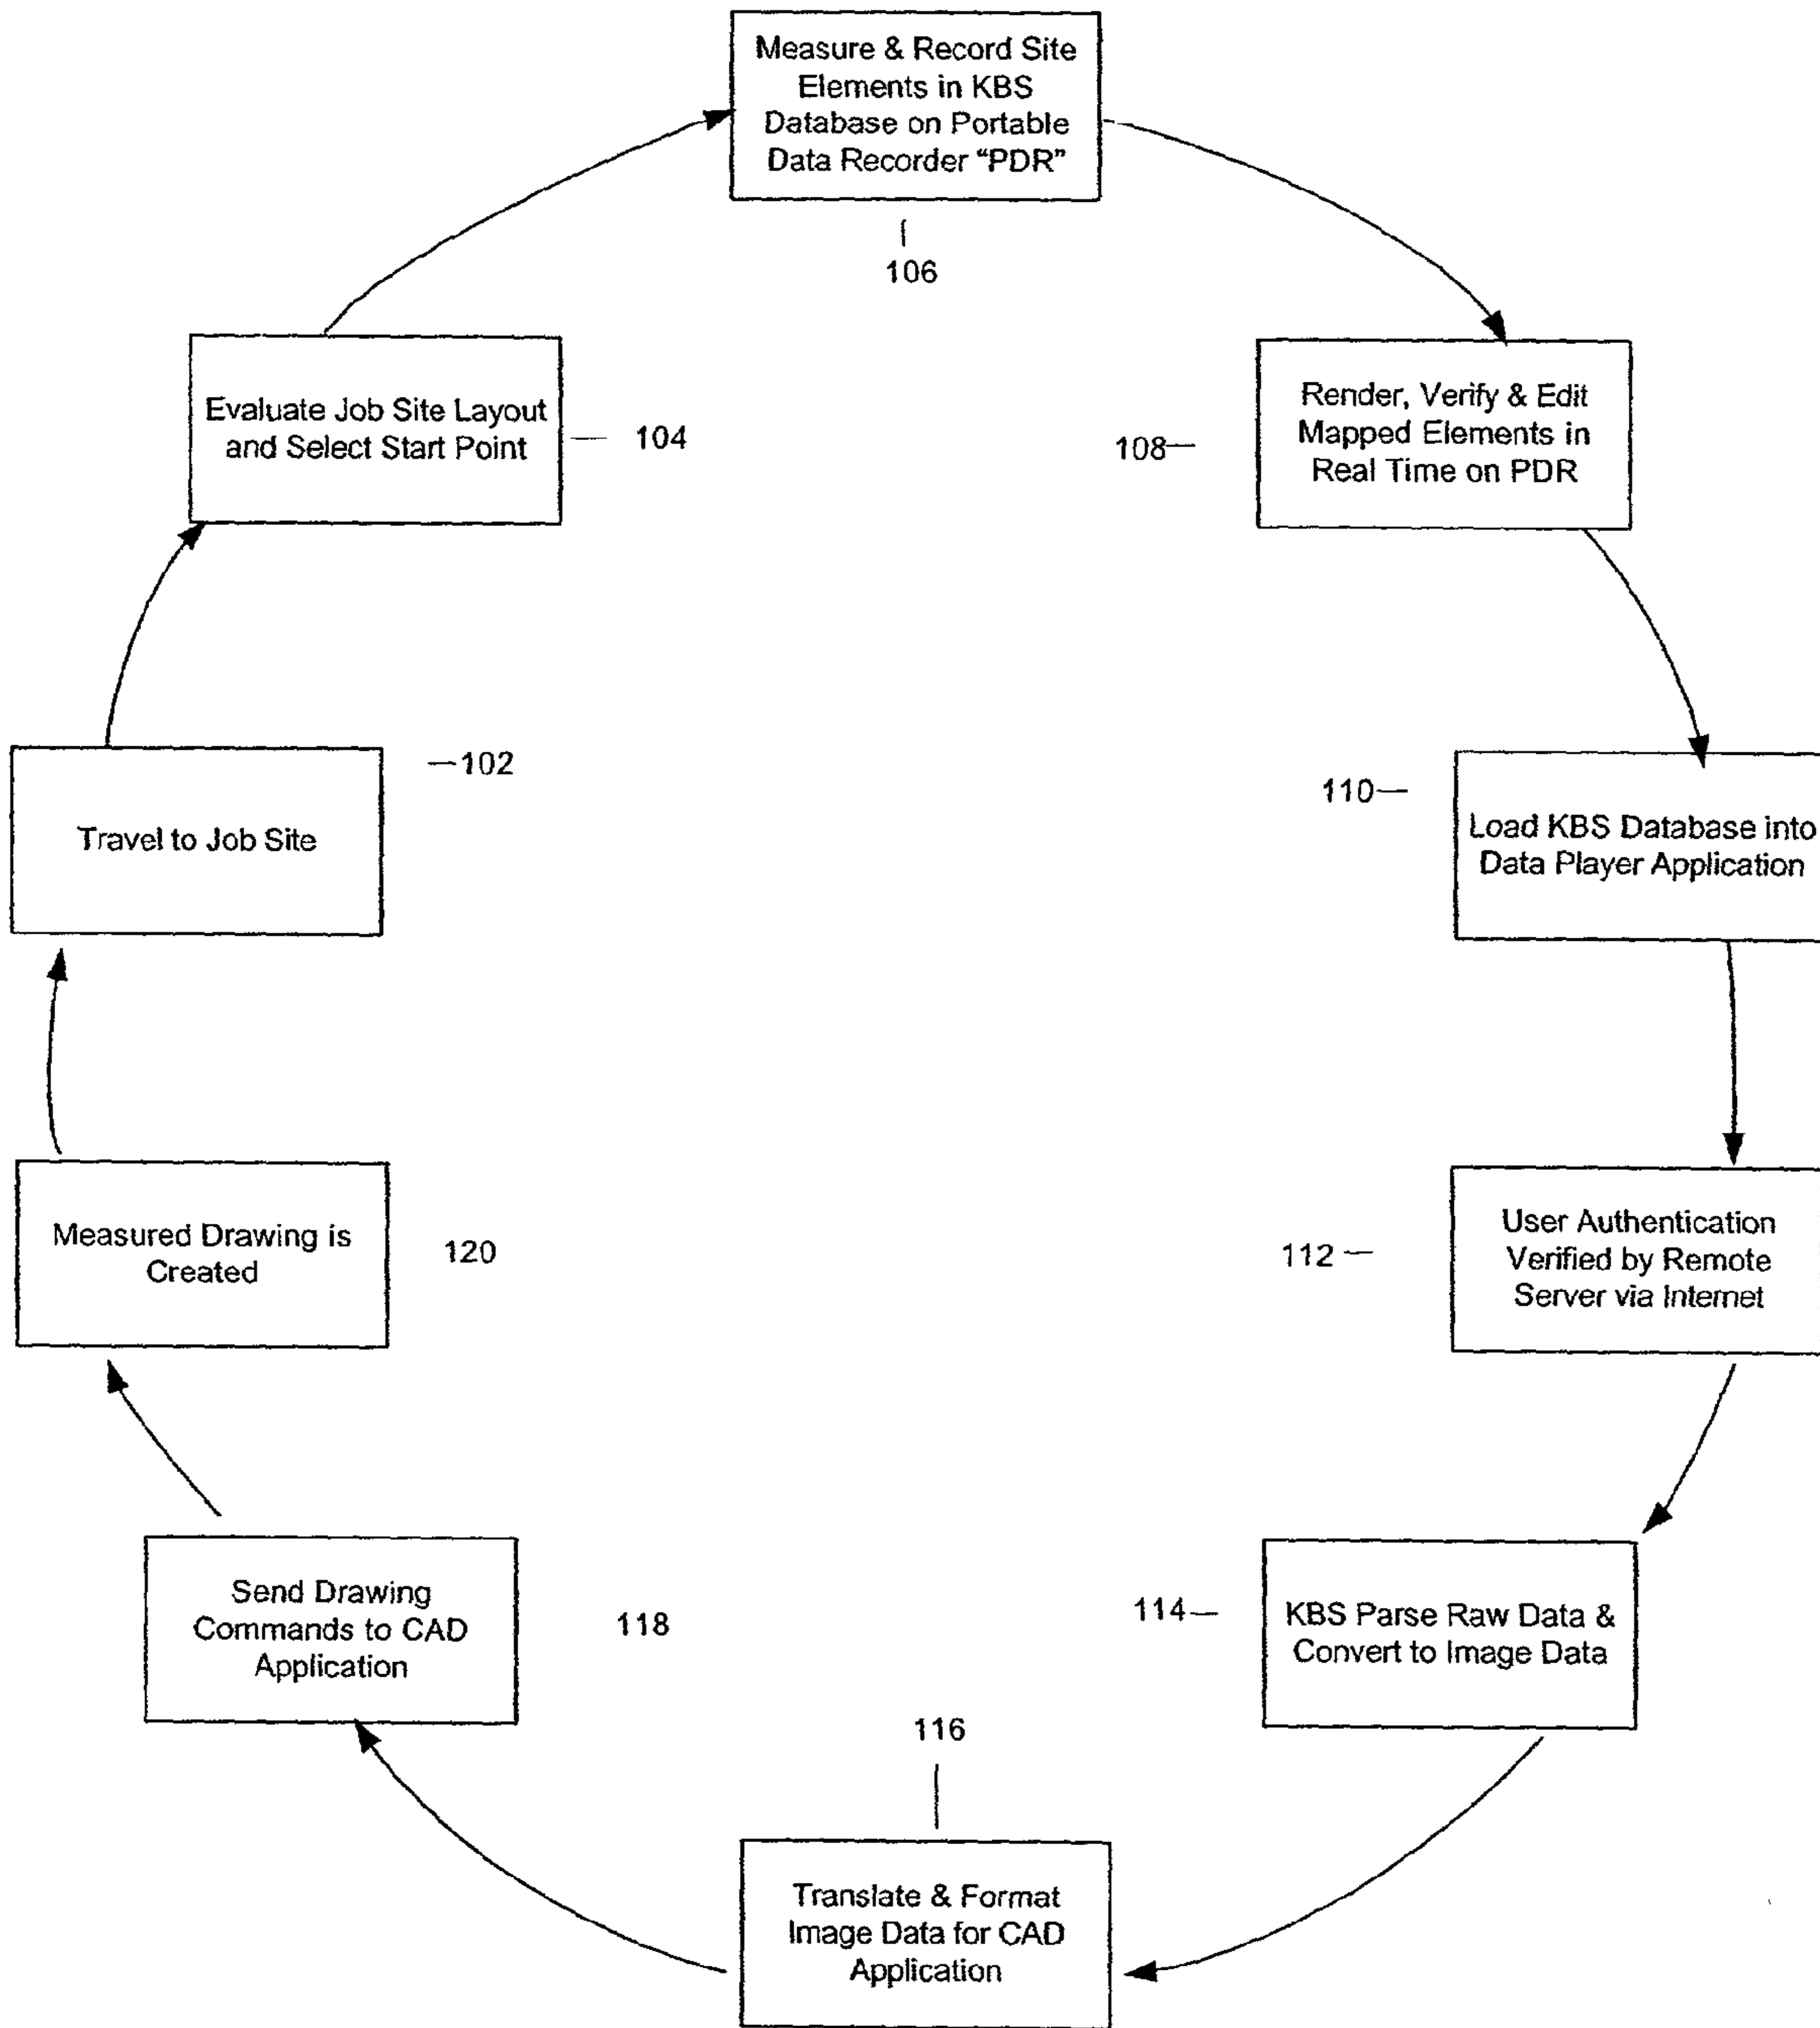 Measure & Record Site
Elements in KBS
Database on Portable
Data Recorder “PDR”
106
Evaluate Job Site Layout
and Select Start Point
104
Render, Verify & Edit
Mapped Elements in
Real Time on PDR
108
102
Travel to Job Site
110
Load KBS Database into
Data Player Application
Measured Drawing is
Created
120
112
User Authentication
Verified by Remote
Server via Internet
Send Drawing
Commands to CAD
Application
118
114
KBS Parse Raw Data &
Convert to Image Data
116
Translate & Format
Image Data for CAD
Application